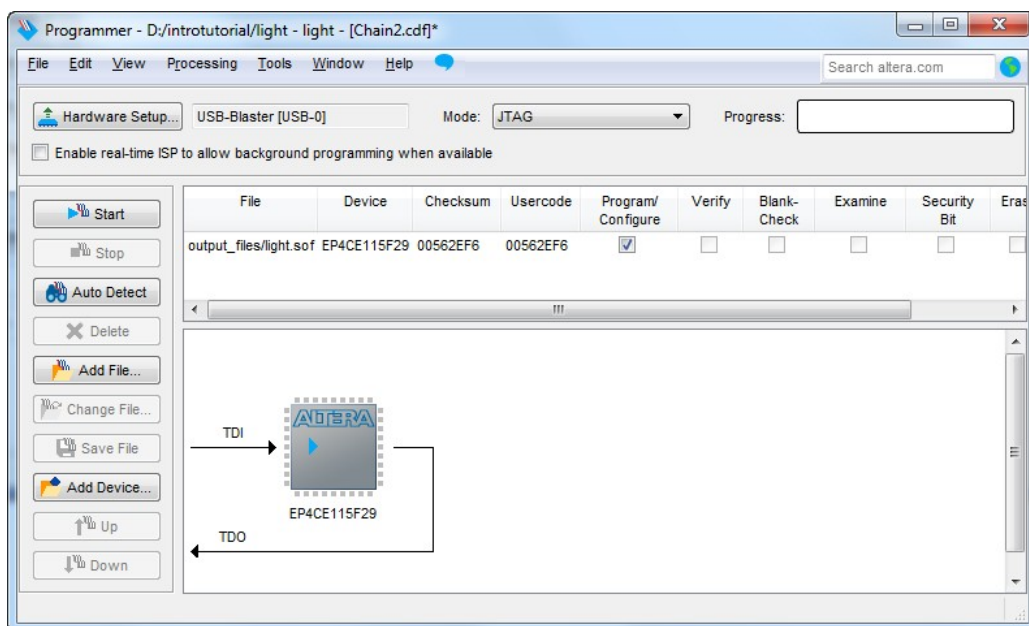 Programmer - D:/introtutorial/light - light - [Chain2.cdf]*
File Edit View Processing Tools Window Help
Search altera.com
Hardware Setup... USB-Blaster [USB-0] Mode: JTAG Progress:
Enable real-time ISP to allow background programming when available
Start
Stop
Auto Detect
Delete
Add File...
Change File...
Save File
Add Device...
Up
Down
File Device Checksum Usercode Program/ Verify Blank- Examine Security Eras
Configure Check Bit
output_files/light.sof EP4CE115F29 00562EF6 00562EF6
ALTERA
TDI
EP4CE115F29
TDO